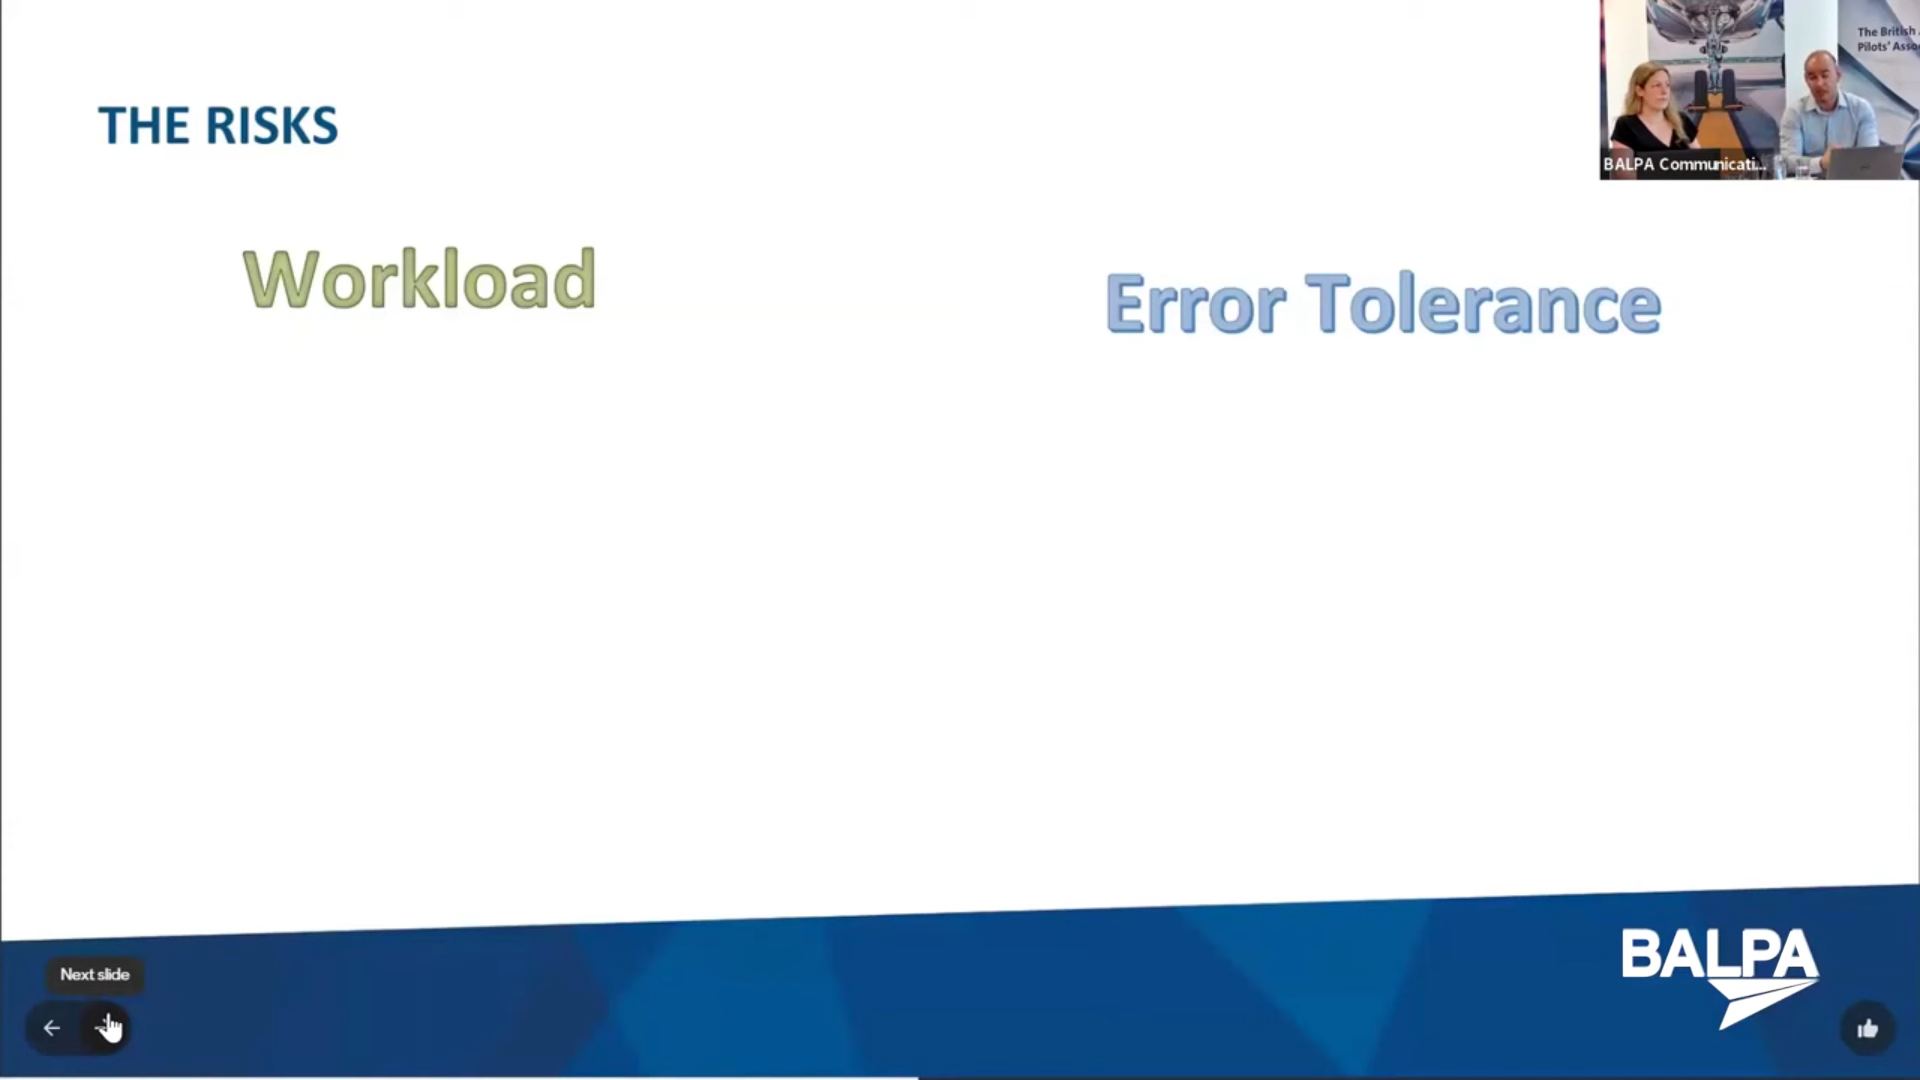 THE RISKS
The British
Pilots' Asso
BALPA Communicati...
Workload
Error Tolerance
BALPA
Next slide